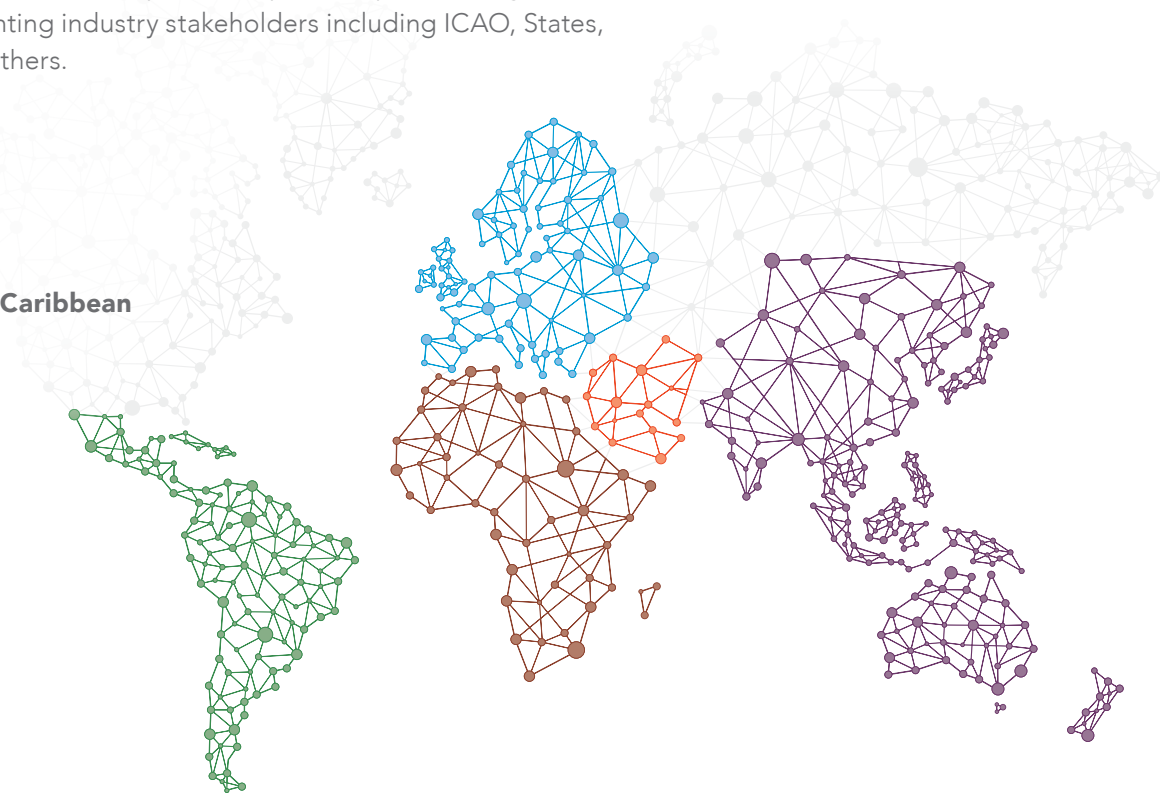 nting industry stakeholders including ICAO, States,
thers.
Caribbean